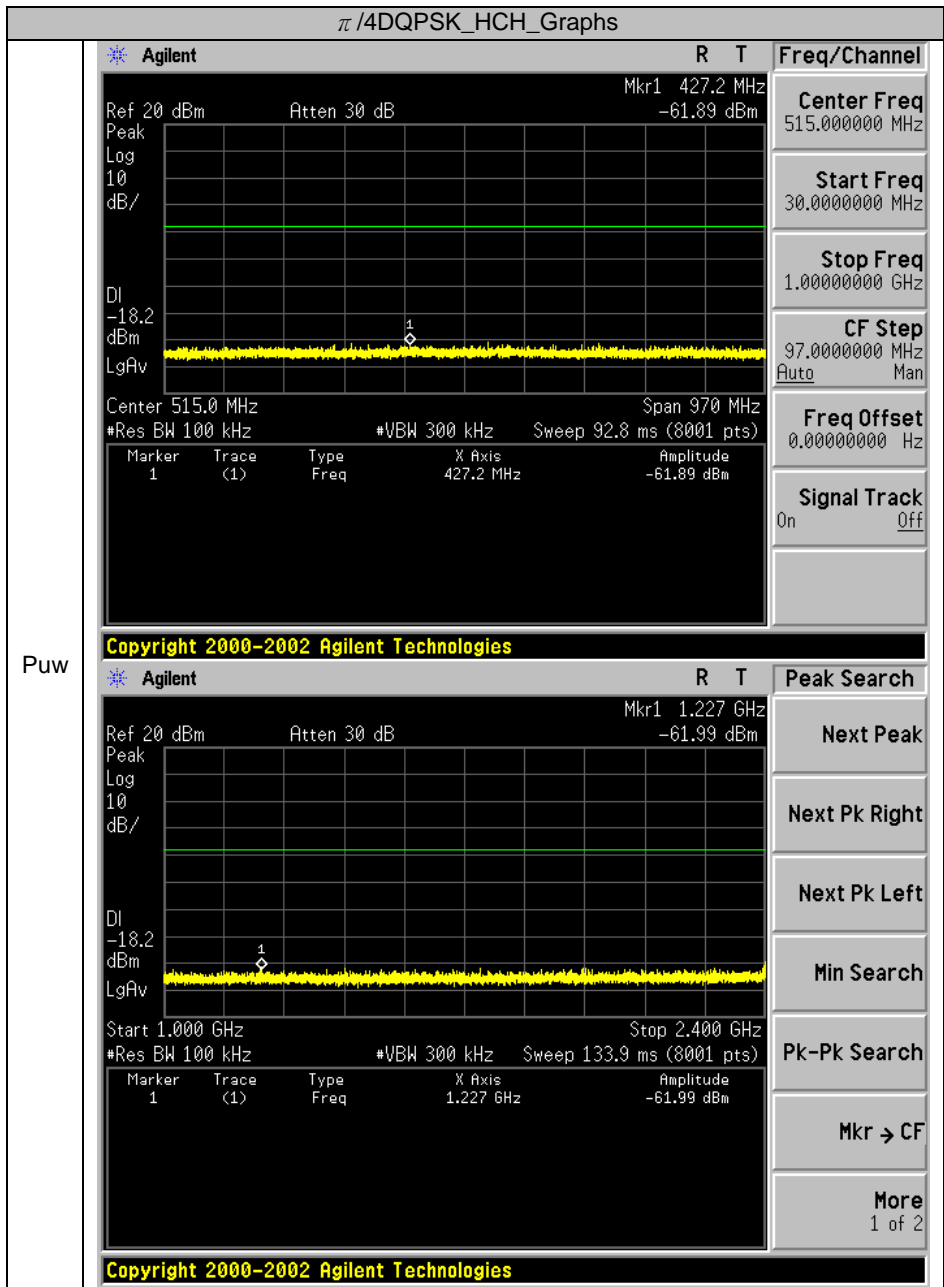 π/4DQPSK_HCH_Graphs
Puw
Agilent R T Freq/Channel
Mkr1 427.2 MHz
Ref 20 dBm Atten 30 dB -61.89 dBm
Peak
Log
10
dB/
DI
-18.2
dBm
LgAv
1
Center 515.0 MHz Span 970 MHz
#Res BW 100 kHz #VBW 300 kHz Sweep 92.8 ms (8001 pts)
Marker Trace Type X Axis Amplitude
1 (1) Freq 427.2 MHz -61.89 dBm
Center Freq
515.000000 MHz
Start Freq
30.0000000 MHz
Stop Freq
1.00000000 GHz
CF Step
97.0000000 MHz
Auto Man
Freq Offset
0.00000000 Hz
Signal Track
On Off
Copyright 2000-2002 Agilent Technologies
Agilent R T Peak Search
Mkr1 1.227 GHz
Ref 20 dBm Atten 30 dB -61.99 dBm
Peak
Log
10
dB/
DI
-18.2
dBm
LgAv
1
Start 1.000 GHz Stop 2.400 GHz
#Res BW 100 kHz #VBW 300 kHz Sweep 133.9 ms (8001 pts)
Marker Trace Type X Axis Amplitude
1 (1) Freq 1.227 GHz -61.99 dBm
Next Peak
Next Pk Right
Next Pk Left
Min Search
Pk-Pk Search
Mkr → CF
More
1 of 2
Copyright 2000-2002 Agilent Technologies